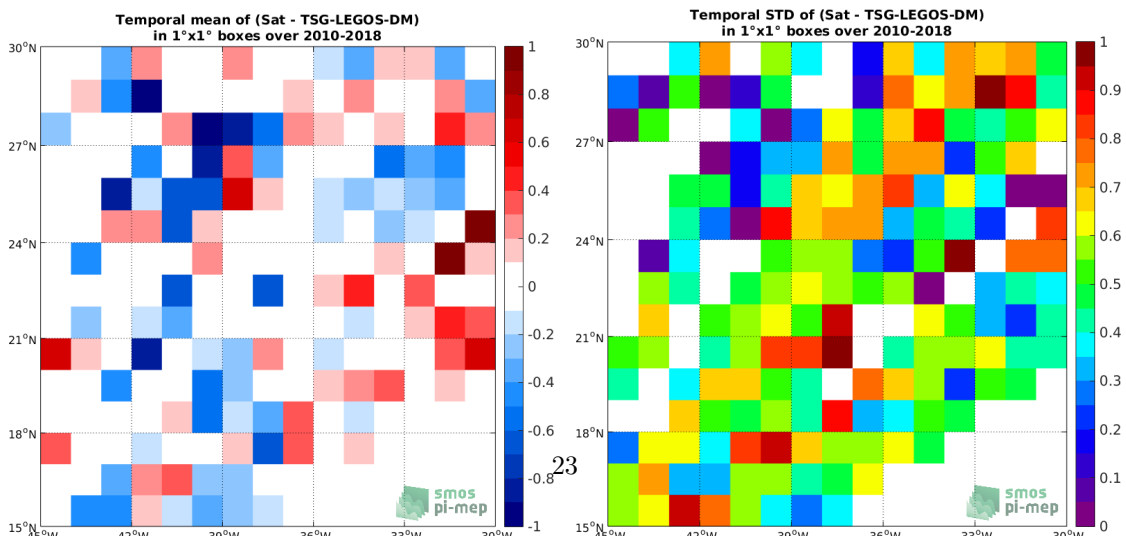 Temporal mean of (Sat - TSG-LEGOS-DM)
in 1°x1° boxes over 2010-2018
30°N
27°N
24°N
21°N
18°N
15°N
45°W 42°W 39°W 36°W 33°W 30°W
1
0.8
0.6
0.4
0.2
0
-0.2
-0.4
-0.6
-0.8
-1
smos
pi-mep
23
Temporal STD of (Sat - TSG-LEGOS-DM)
in 1°x1° boxes over 2010-2018
30°N
27°N
24°N
21°N
18°N
15°N
45°W 42°W 39°W 36°W 33°W 30°W
1
0.9
0.8
0.7
0.6
0.5
0.4
0.3
0.2
0.1
0
smos
pi-mep